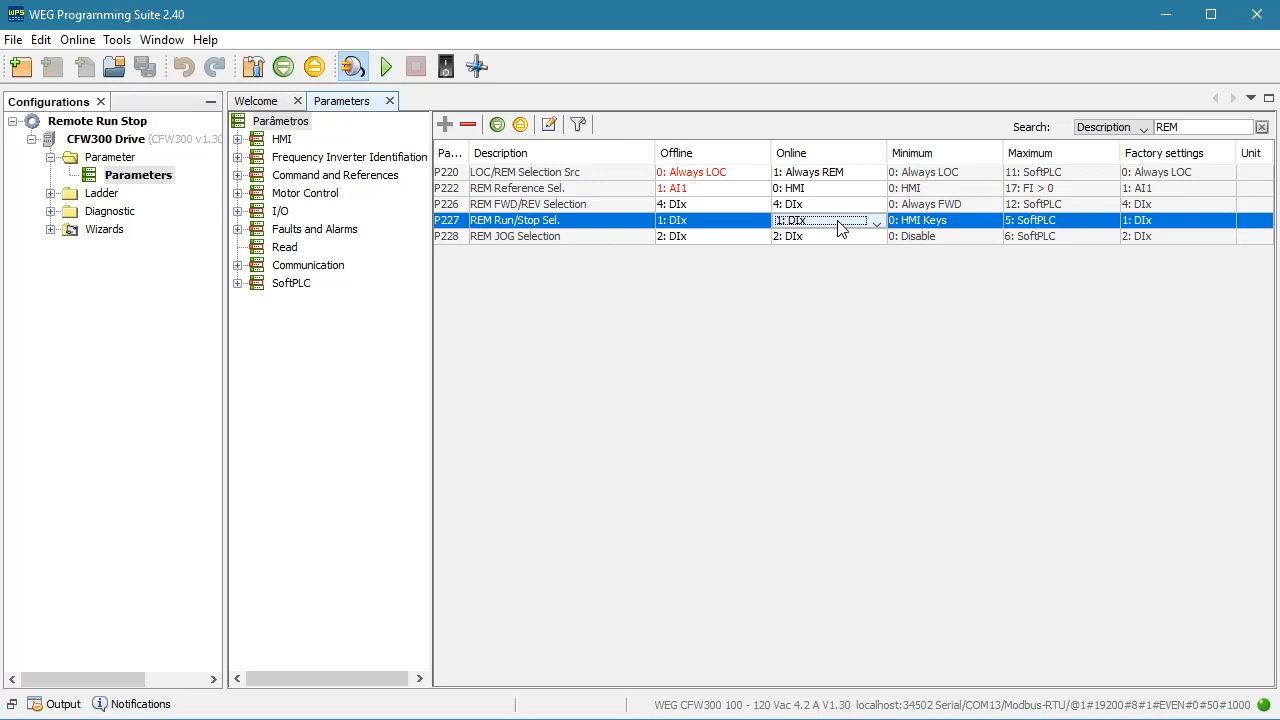 WPS WEG Programming Suite 2.40
File Edit Online Tools Window Help
Configurations
Remote Run Stop
CFW300 Drive (CFW300 v1.30
Parameter
Parameters
Ladder
Diagnostic
Wizards
Welcome Parameters
Parâmetros
HMI
Frequency Inverter Identifiation
Command and References
Motor Control
I/O
Faults and Alarms
Read
Communication
SoftPLC
Search: Description REM
Pa... Description Offline Online Minimum Maximum Factory settings Unit
P220 LOC/REM Selection Src 0: Always LOC 1: Always REM 0: Always LOC 11: SoftPLC 0: Always LOC
P222 REM Reference Sel. 1: AI1 0: HMI 0: HMI 17: FI > 0 1: AI1
P226 REM FWD/REV Selection 4: DIx 4: DIx 0: Always FWD 12: SoftPLC 4: DIx
P227 REM Run/Stop Sel. 1: DIx 1: DIx 0: HMI Keys 5: SoftPLC 1: DIx
P228 REM JOG Selection 2: DIx 2: DIx 0: Disable 6: SoftPLC 2: DIx
Output Notifications WEG CFW300 100 - 120 Vac 4.2 A V1.30 localhost:34502 Serial/COM13/Modbus-RTU/@1#19200#8#1#EVEN#0#50#1000